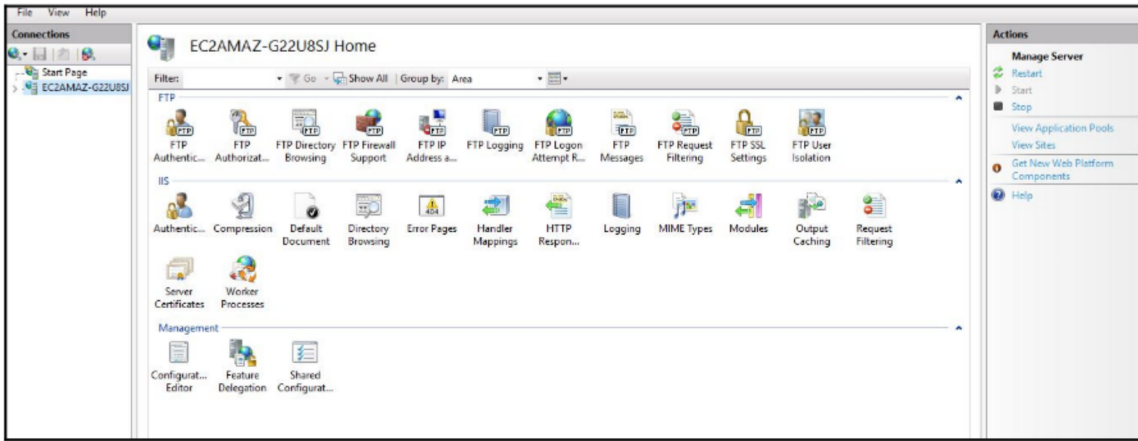 File View Help
Connections
Start Page
EC2AMAZ-G22U8SJ
EC2AMAZ-G22U8SJ Home
Filter: Go Show All Group by: Area
FTP
FTP Authentic...
FTP Authorizat...
FTP Directory Browsing
FTP Firewall Support
FTP IP Address a...
FTP Logging
FTP Logon Attempt R...
FTP Messages
FTP Request Filtering
FTP SSL Settings
FTP User Isolation
IIS
Authentic...
Compression
Default Document
Directory Browsing
404
Error Pages
Handler Mappings
HTTP Respon...
Logging
MIME Types
Modules
Output Caching
Request Filtering
Server Certificates
Worker Processes
Management
Configurat... Editor
Feature Delegation
Shared Configurat...
Actions
Manage Server
Restart
Start
Stop
View Application Pools
View Sites
Get New Web Platform
Components
Help